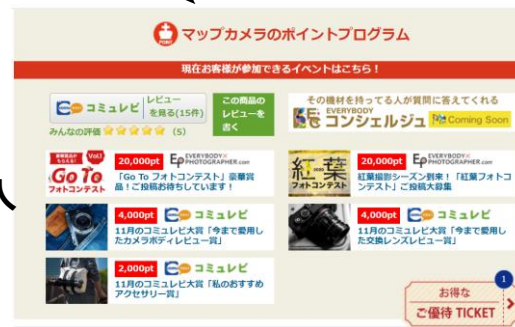 マップカメラのポイントプログラム
現在お客様が参加できるイベントはこちら！
コミュレビ
レビュー
を見る(15件)
この商品の
レビューを
書く
みんなの評価
(5)
その機材を持ってる人が質問に答えてくれる
EVERYBODY
コンシェルジュ
Coming Soon
Vol.7
Go To
フォトコンテスト
20,000pt
EVERYBODY×
PHOTOGRAPHER.com
「Go To フォトコンテスト」豪華賞
品！ご投稿お待ちしています！
紅葉
フォトコンテスト
20,000pt
EVERYBODY×
PHOTOGRAPHER.com
紅葉撮影シーズン到来！「紅葉フォトコ
ンテスト」ご投稿大募集
4,000pt
コミュレビ
11月のコミュレビ大賞「今まで愛用し
たカメラボディレビュー賞」
4,000pt
コミュレビ
11月のコミュレビ大賞「今まで愛用し
た交換レンズレビュー賞」
2,000pt
コミュレビ
11月のコミュレビ大賞「私のおすすめ
アクセサリー賞」
1
お得な
ご優待 TICKET
人